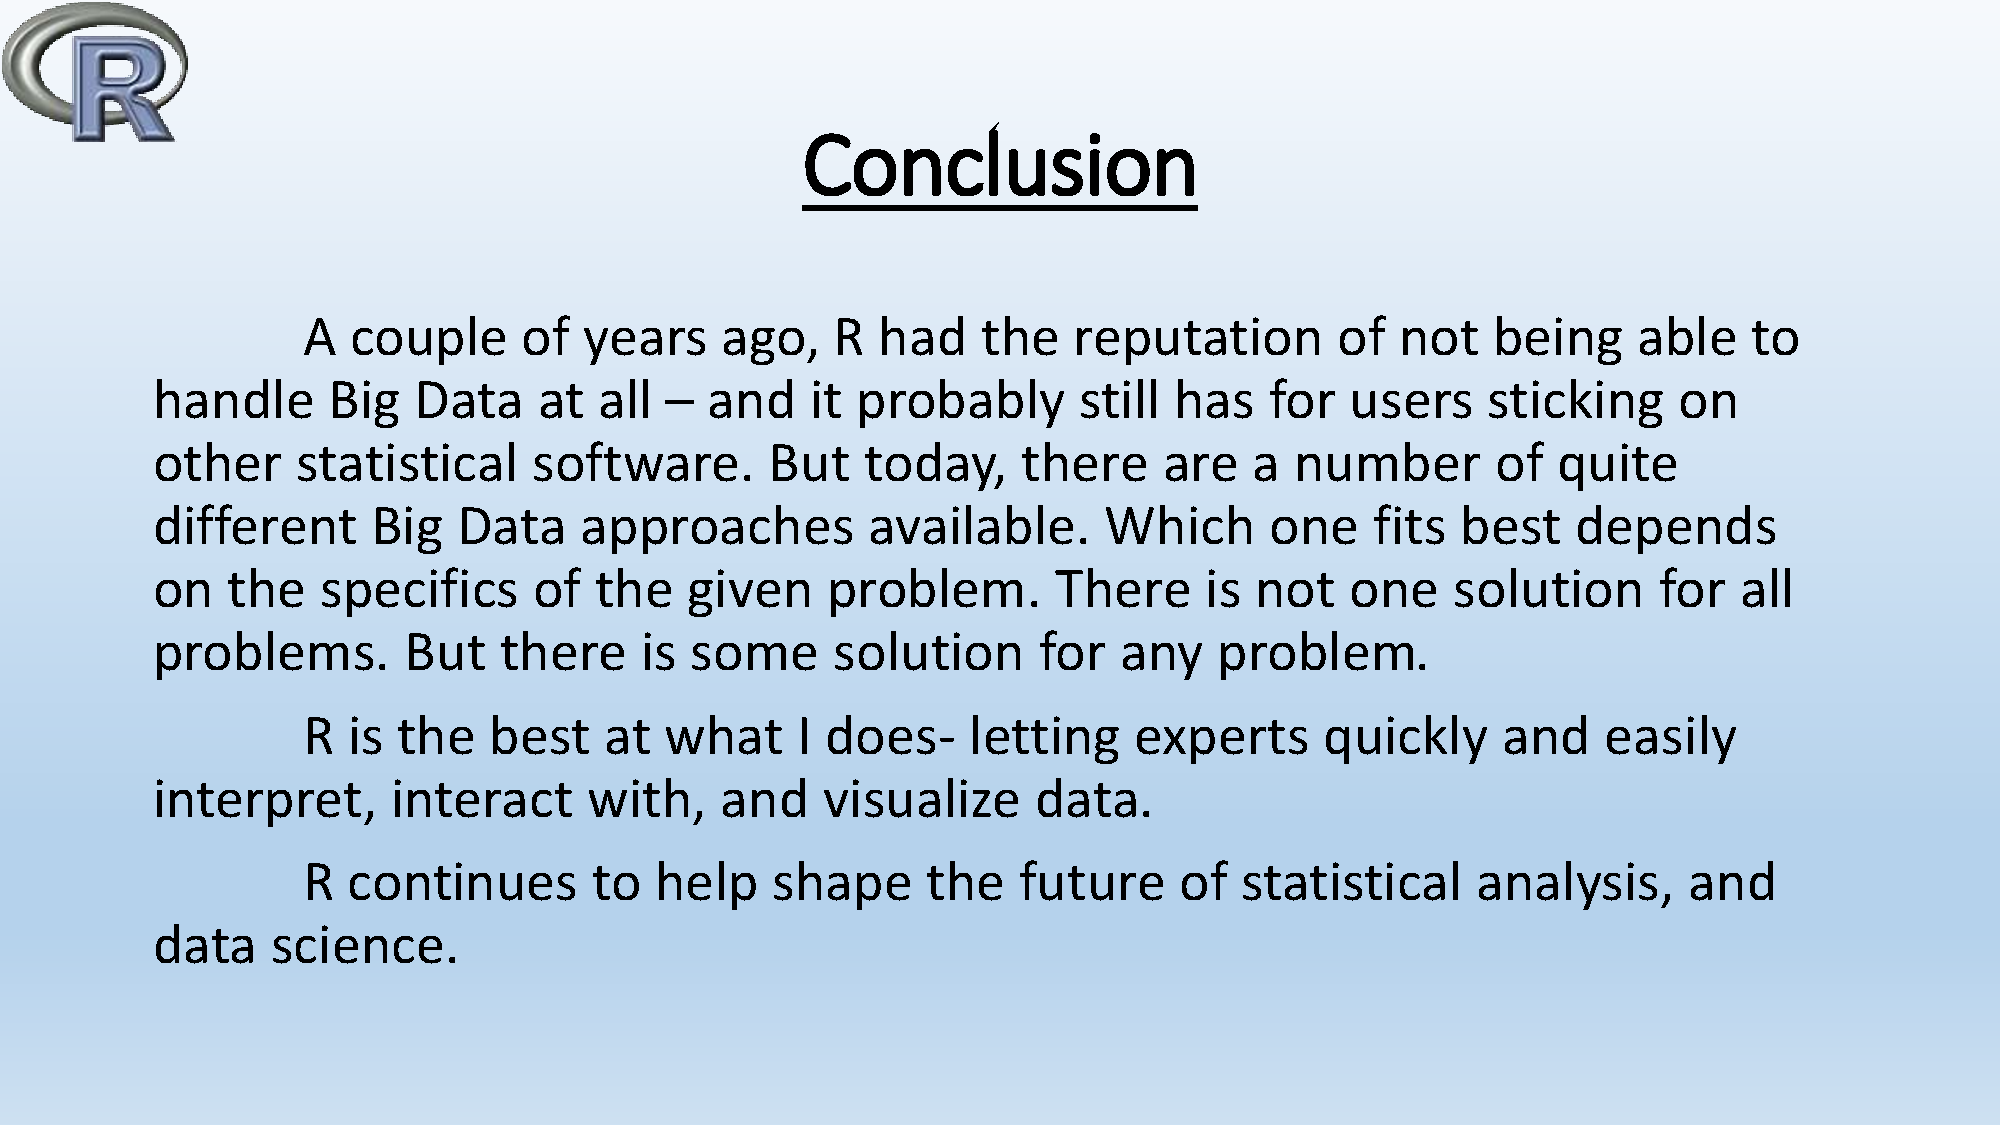 R
Conclusion
A couple of years ago, R had the reputation of not being able to
handle Big Data at all – and it probably still has for users sticking on
other statistical software. But today, there are a number of quite
different Big Data approaches available. Which one fits best depends
on the specifics of the given problem. There is not one solution for all
problems. But there is some solution for any problem.
R is the best at what I does- letting experts quickly and easily
interpret, interact with, and visualize data.
R continues to help shape the future of statistical analysis, and
data science.